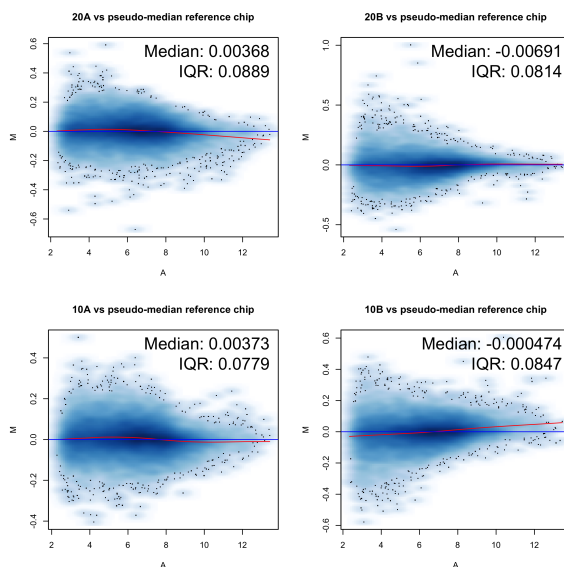 20A vs pseudo-median reference chip
Median: 0.00368
IQR: 0.0889
M
0.6
0.4
0.2
0.0
-0.2
-0.4
-0.6
2 4 6 8 10 12
A
20B vs pseudo-median reference chip
Median: -0.00691
IQR: 0.0814
M
1.0
0.5
0.0
-0.5
2 4 6 8 10 12
A
10A vs pseudo-median reference chip
Median: 0.00373
IQR: 0.0779
M
0.4
0.2
0.0
-0.2
-0.4
2 4 6 8 10 12
A
10B vs pseudo-median reference chip
Median: -0.000474
IQR: 0.0847
M
0.6
0.4
0.2
0.0
-0.2
-0.4
-0.6
2 4 6 8 10 12
A